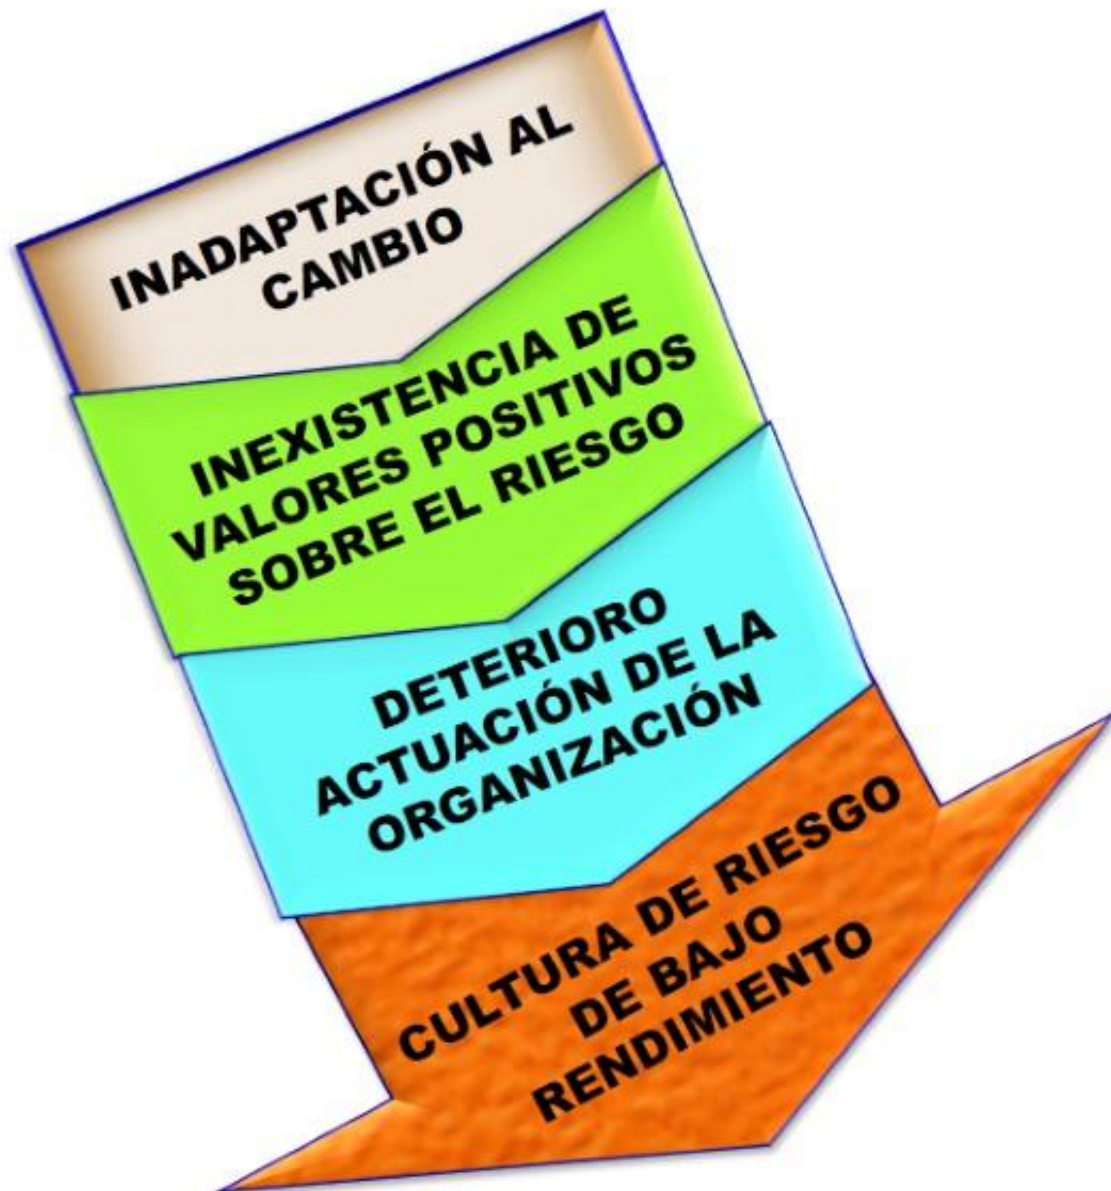 INADAPTACIÓN AL
CAMBIO
INEXISTENCIA DE
VALORES POSITIVOS
SOBRE EL RIESGO
DETERIORO
ACTUACIÓN DE LA
ORGANIZACIÓN
CULTURA DE RIESGO
DE BAJO
RENDIMIENTO